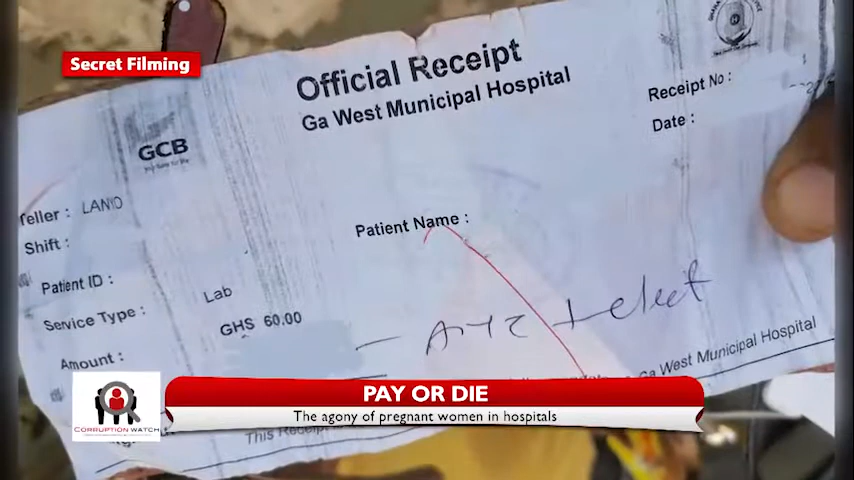 Secret Filming
Official Receipt
Ga West Municipal Hospital
Receipt No :
Date :
GCB
Teller : LANID
Shift :
Patient Name :
Patient ID :
Service Type : Lab
Amount : GHS 60.00
Ga West Municipal Hospital
This
PAY OR DIE
The agony of pregnant women in hospitals
CORRUPTION WATCH